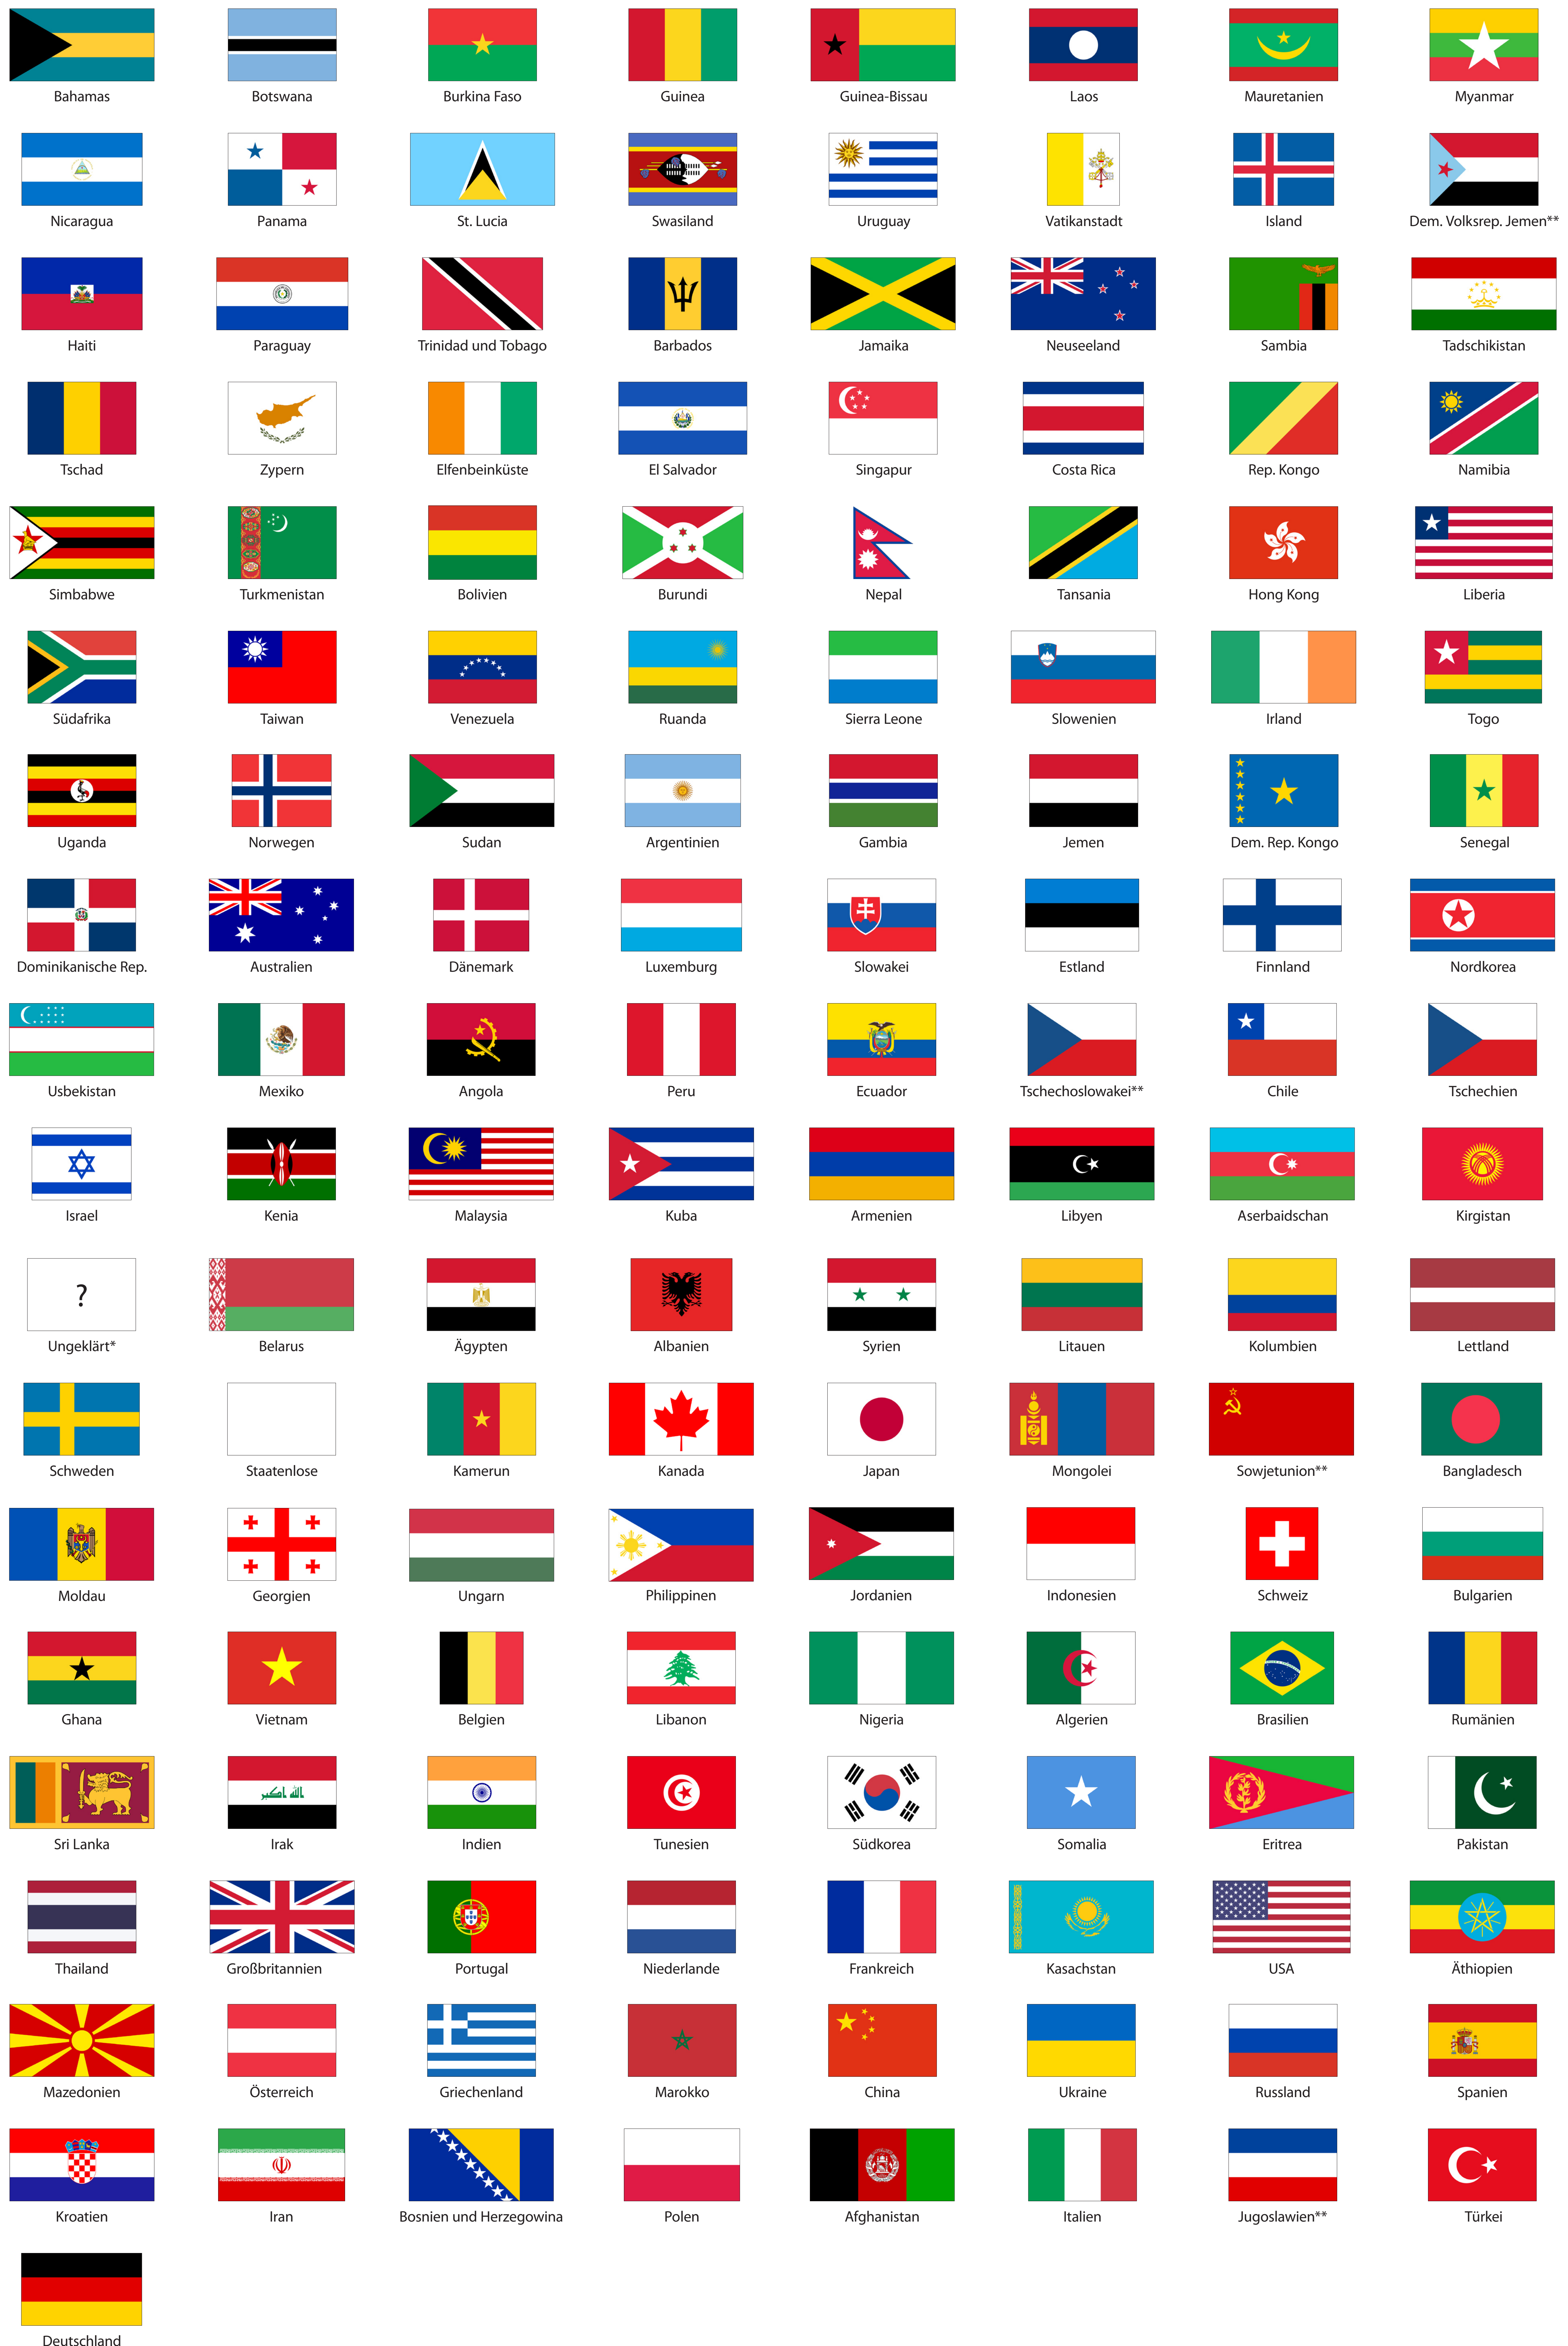 Bahamas
Botswana
Burkina Faso
Guinea
Guinea-Bissau
Laos
Mauretanien
Myanmar
Nicaragua
Panama
St. Lucia
Swasiland
Uruguay
Vatikanstadt
Island
Dem. Volksrep. Jemen**
Haiti
Paraguay
Trinidad und Tobago
Barbados
Jamaika
Neuseeland
Sambia
Tadschikistan
Tschad
Zypern
Elfenbeinküste
El Salvador
Singapur
Costa Rica
Rep. Kongo
Namibia
Simbabwe
Turkmenistan
Bolivien
Burundi
Nepal
Tansania
Hong Kong
Liberia
Südafrika
Taiwan
Venezuela
Ruanda
Sierra Leone
Slowenien
Irland
Togo
Uganda
Norwegen
Sudan
Argentinien
Gambia
Jemen
Dem. Rep. Kongo
Senegal
Dominikanische Rep.
Australien
Dänemark
Luxemburg
Slowakei
Estland
Finnland
Nordkorea
Usbekistan
Mexiko
Angola
Peru
Ecuador
Tschechoslowakei**
Chile
Tschechien
Israel
Kenia
Malaysia
Kuba
Armenien
Libyen
Aserbaidschan
Kirgistan
?
Ungeklärt*
Belarus
Ägypten
Albanien
Syrien
Litauen
Kolumbien
Lettland
Schweden
Staatenlose
Kamerun
Kanada
Japan
Mongolei
Sowjetunion**
Bangladesch
Moldau
Georgien
Ungarn
Philippinen
Jordanien
Indonesien
Schweiz
Bulgarien
Ghana
Vietnam
Belgien
Libanon
Nigeria
Algerien
Brasilien
Rumänien
الله اكبر
Sri Lanka
Irak
Indien
Tunesien
Südkorea
Somalia
Eritrea
Pakistan
Thailand
Großbritannien
Portugal
Niederlande
Frankreich
Kasachstan
USA
Äthiopien
Mazedonien
Österreich
Griechenland
Marokko
China
Ukraine
Russland
Spanien
Kroatien
Iran
Bosnien und Herzegowina
Polen
Afghanistan
Italien
Jugoslawien**
Türkei
Deutschland